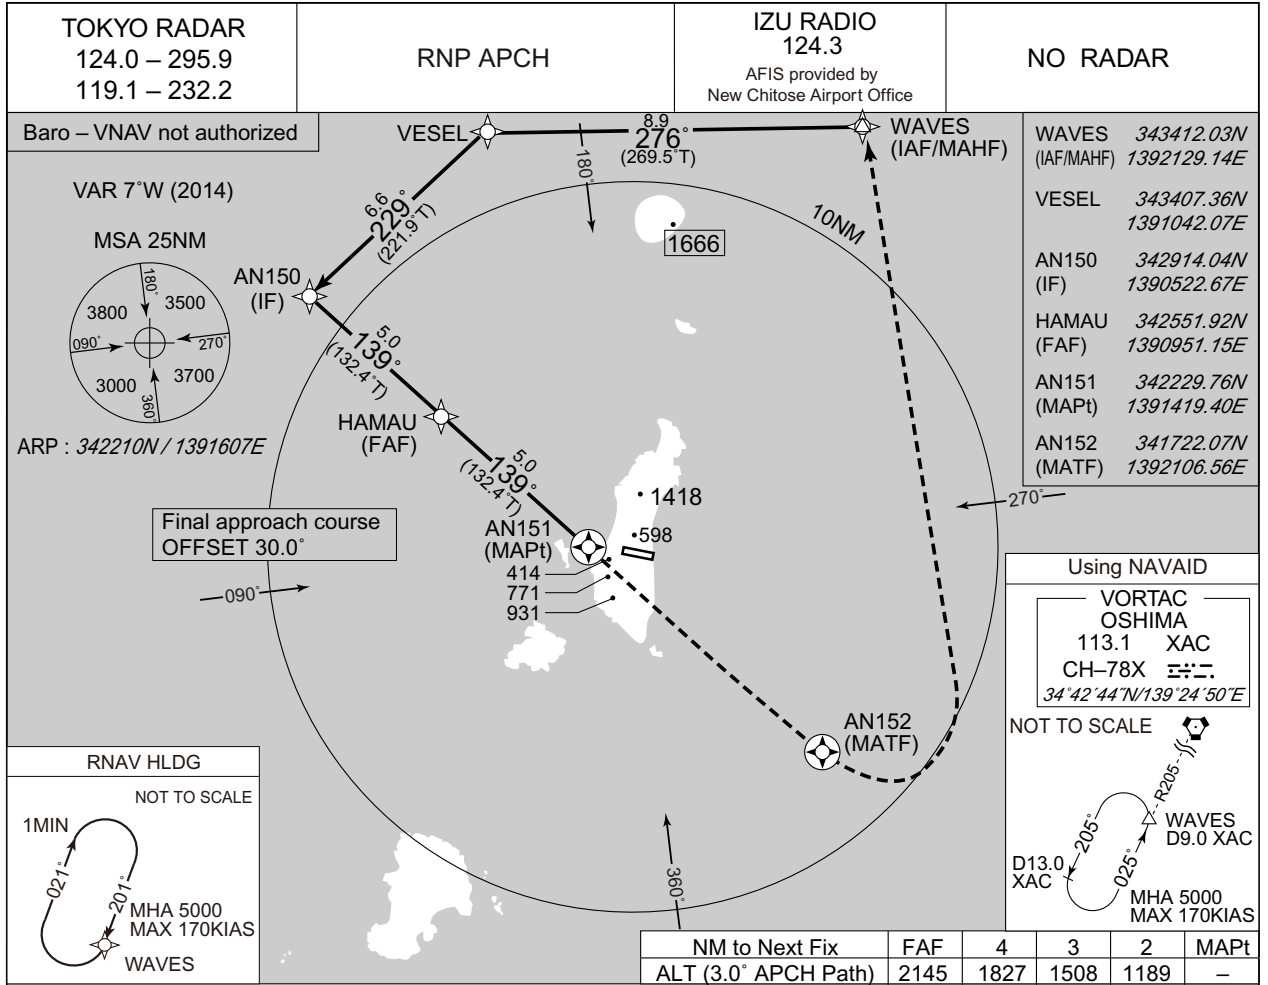 TOKYO RADAR
124.0 – 295.9
119.1 – 232.2
RNP APCH
IZU RADIO
124.3
AFIS provided by
New Chitose Airport Office
NO RADAR
Baro – VNAV not authorized
VAR 7˚W (2014)
MSA 25NM
180˚
3800
3500
090˚
270˚
3000
3700
360˚
ARP : 342210N / 1391607E
VESEL
8.9
276˚
(269.5˚T)
WAVES
(IAF/MAHF)
180˚
6.6
229˚
(221.9˚T)
10NM
1666
AN150
(IF)
5.0
139˚
(132.4˚T)
HAMAU
(FAF)
5.0
139˚
(132.4˚T)
1418
Final approach course
OFFSET 30.0˚
AN151
(MAPt)
598
414
771
931
090˚
270˚
AN152
(MATF)
360˚
WAVES 343412.03N
(IAF/MAHF) 1392129.14E
VESEL 343407.36N
1391042.07E
AN150 342914.04N
(IF) 1390522.67E
HAMAU 342551.92N
(FAF) 1390951.15E
AN151 342229.76N
(MAPt) 1391419.40E
AN152 341722.07N
(MATF) 1392106.56E
Using NAVAID
VORTAC
OSHIMA
113.1 XAC
CH–78X
34˚42´44˝N/139˚24´50˝E
NOT TO SCALE
R205
WAVES
D9.0 XAC
205˚
025˚
D13.0
XAC
MHA 5000
MAX 170KIAS
RNAV HLDG
NOT TO SCALE
1MIN
021˚
201˚
MHA 5000
MAX 170KIAS
WAVES
NM to Next Fix FAF 4 3 2 MAPt
ALT (3.0˚ APCH Path) 2145 1827 1508 1189 –